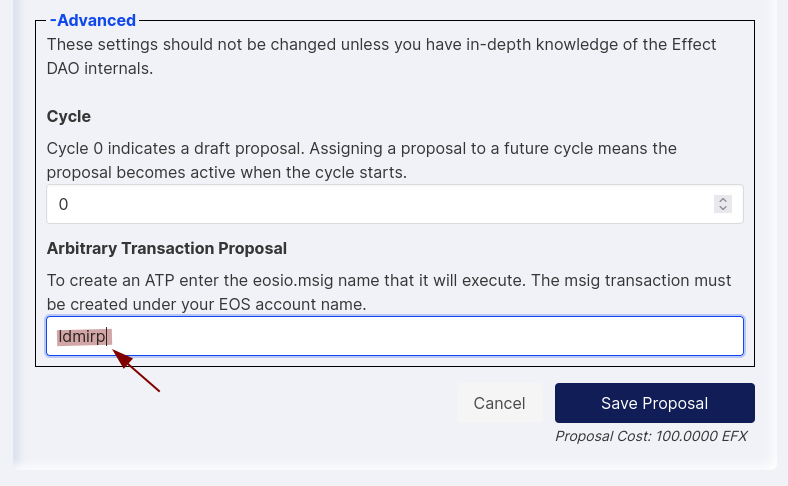 -Advanced
These settings should not be changed unless you have in-depth knowledge of the Effect
DAO internals.
Cycle
Cycle 0 indicates a draft proposal. Assigning a proposal to a future cycle means the
proposal becomes active when the cycle starts.
0
Arbitrary Transaction Proposal
To create an ATP enter the eosio.msig name that it will execute. The msig transaction must
be created under your EOS account name.
ldmirp
Cancel
Save Proposal
Proposal Cost: 100.0000 EFX